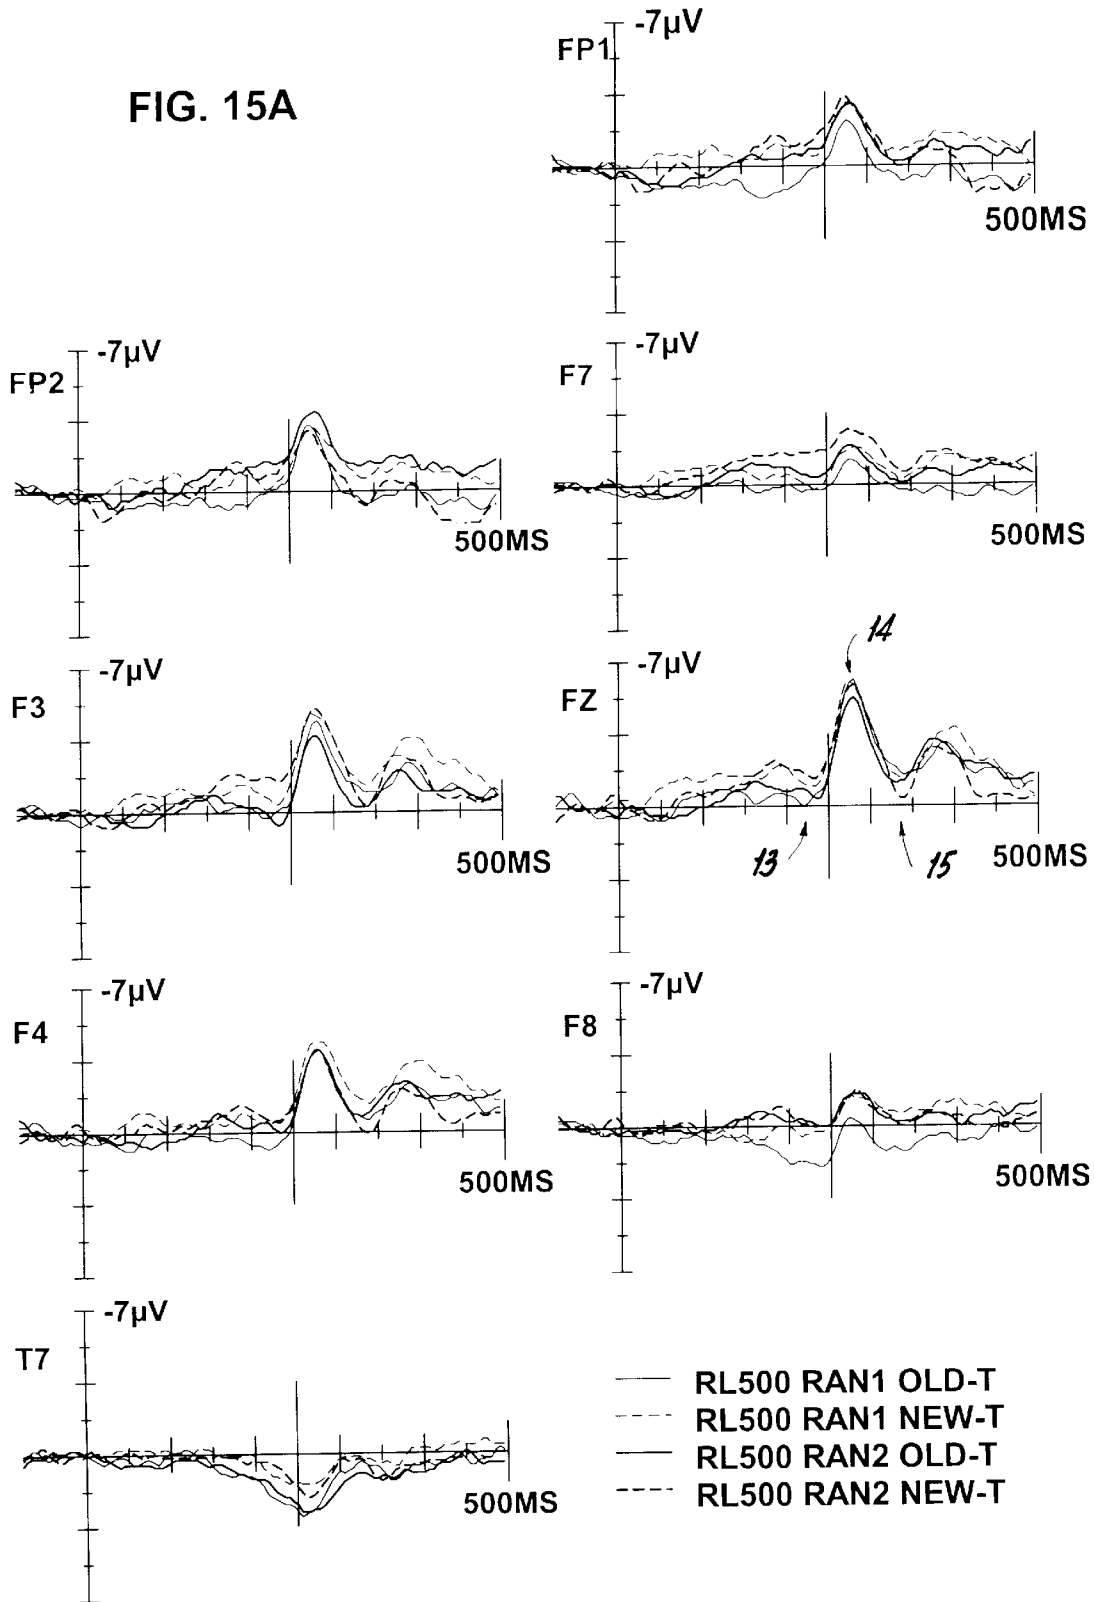 FIG. 15A
FP1
-7µV
500MS
FP2
-7µV
500MS
F7
-7µV
500MS
F3
-7µV
500MS
FZ
-7µV
14
13
15
500MS
F4
-7µV
500MS
F8
-7µV
500MS
T7
-7µV
500MS
RL500 RAN1 OLD-T
RL500 RAN1 NEW-T
RL500 RAN2 OLD-T
RL500 RAN2 NEW-T